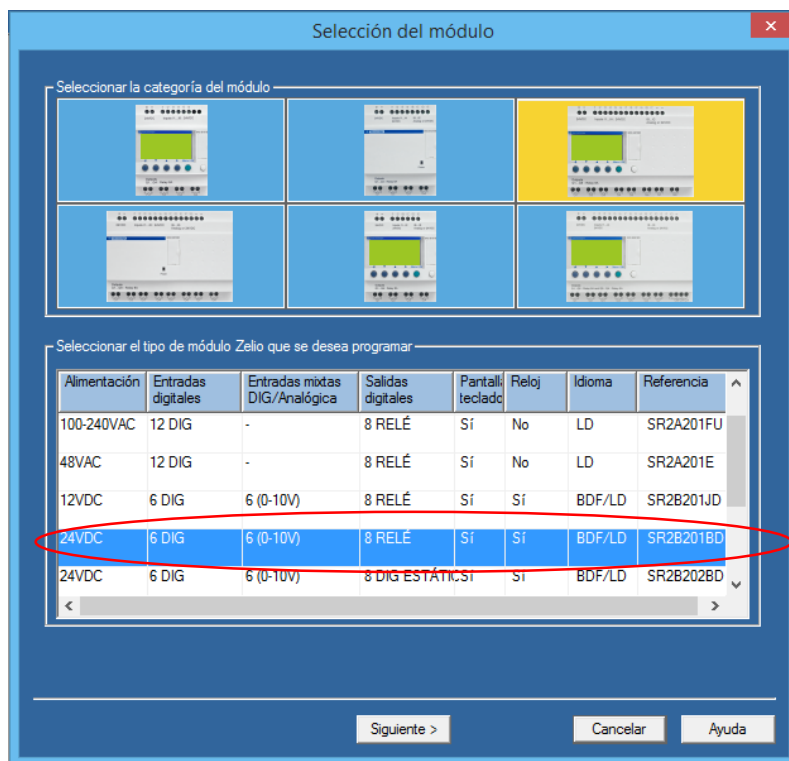 Selección del módulo
Seleccionar la categoría del módulo
Seleccionar el tipo de módulo Zelio que se desea programar
Alimentación Entradas digitales Entradas mixtas DIG/Analógica Salidas digitales Pantalla teclado Reloj Idioma Referencia
100-240VAC 12 DIG - 8 RELÉ Sí No LD SR2A201FU
48VAC 12 DIG - 8 RELÉ Sí No LD SR2A201E
12VDC 6 DIG 6 (0-10V) 8 RELÉ Sí Sí BDF/LD SR2B201JD
24VDC 6 DIG 6 (0-10V) 8 RELÉ Sí Sí BDF/LD SR2B201BD
24VDC 6 DIG 6 (0-10V) 8 DIG ESTÁTIC Sí Sí BDF/LD SR2B202BD
Siguiente > Cancelar Ayuda